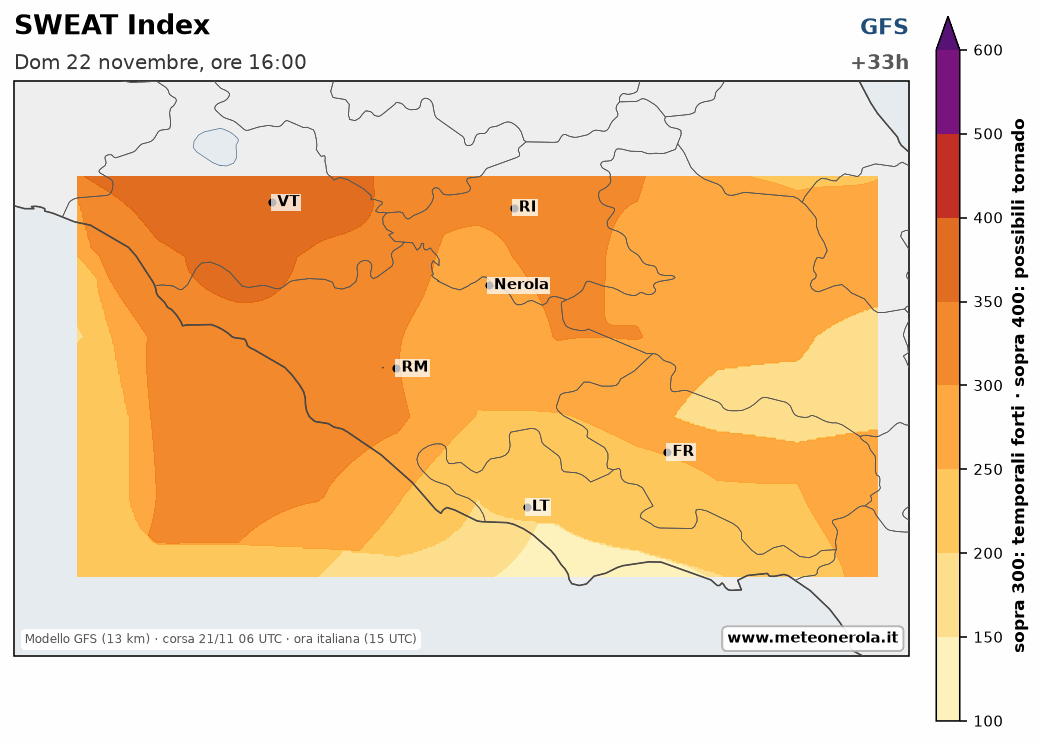 SWEAT Index
GFS
Dom 22 novembre, ore 16:00
+33h
VT
RI
Nerola
RM
FR
LT
Modello GFS (13 km) · corsa 21/11 06 UTC · ora italiana (15 UTC)
www.meteonerola.it
600
500
400
350
300
250
200
150
100
sopra 300: temporali forti · sopra 400: possibili tornado